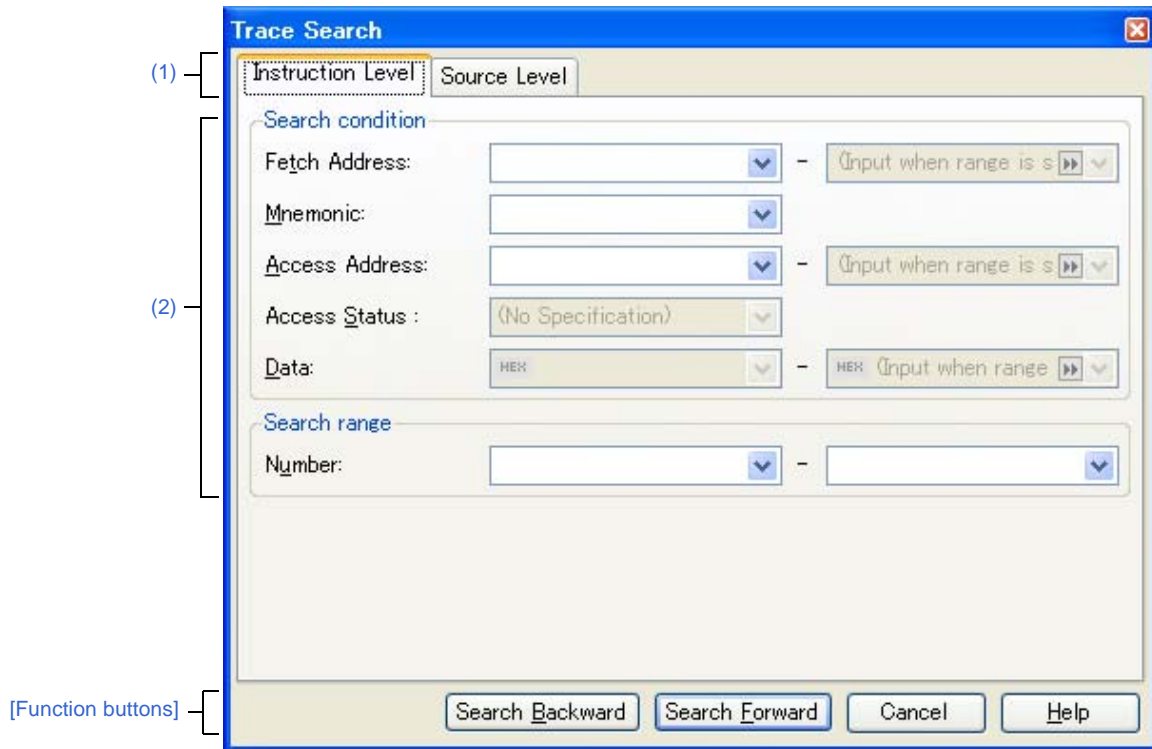 Trace Search
(1)
Instruction Level Source Level
Search condition
Fetch Address: - (Input when range is s
Mnemonic:
Access Address: - (Input when range is s
(2)
Access Status : (No Specification)
Data: HEX - HEX (Input when range
Search range
Number: -
[Function buttons]
Search Backward Search Forward Cancel Help